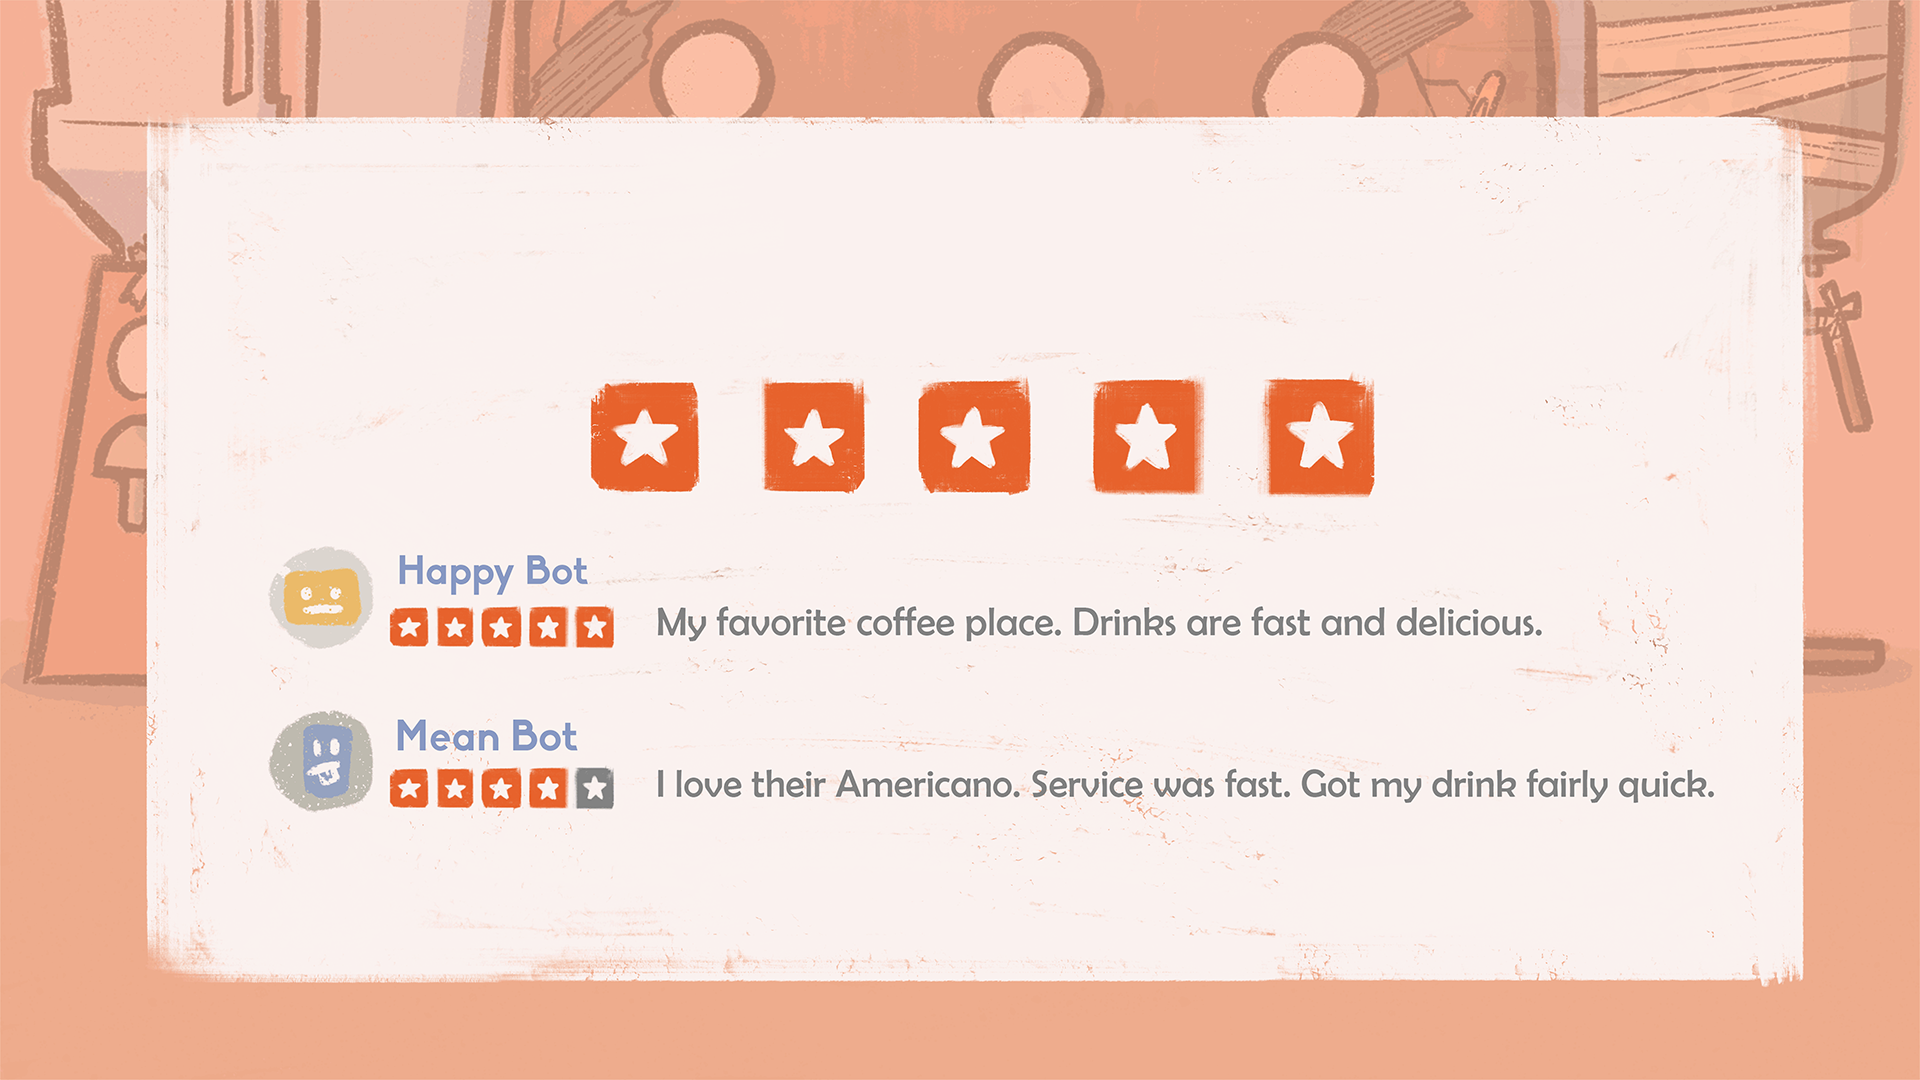 Happy Bot
My favorite coffee place. Drinks are fast and delicious.
Mean Bot
I love their Americano. Service was fast. Got my drink fairly quick.